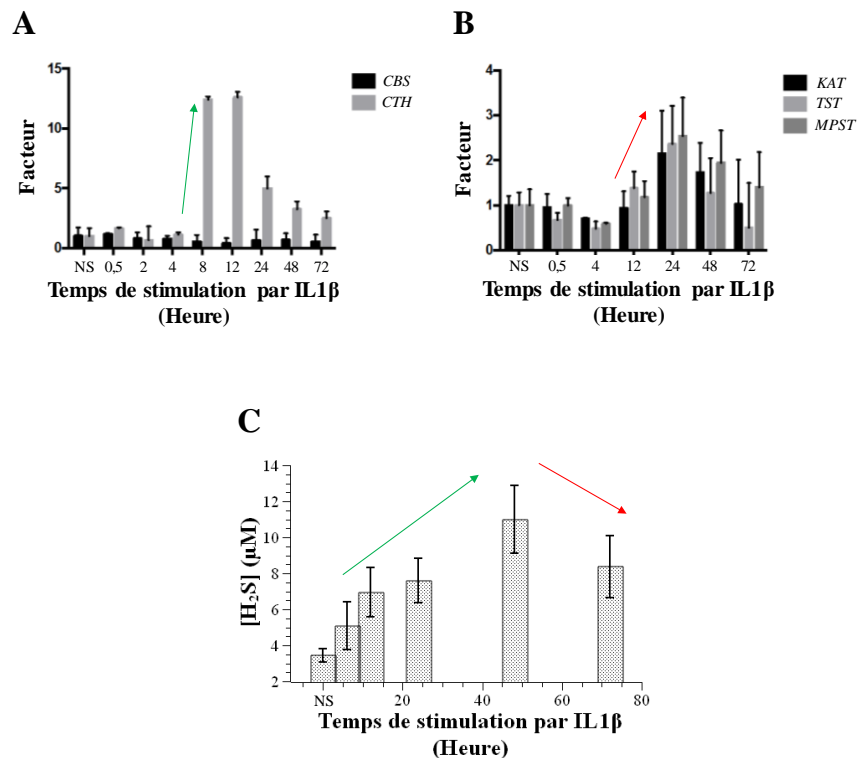 A
Facteur
15
10
5
0
CBS
CTH
NS 0,5 2 4 8 12 24 48 72
Temps de stimulation par IL1β
(Heure)
B
Facteur
4
3
2
1
0
KAT
TST
MPST
NS 0,5 4 12 24 48 72
Temps de stimulation par IL1β
(Heure)
C
[H₂S] (µM)
14
12
10
8
6
4
2
NS 20 40 60 80
Temps de stimulation par IL1β
(Heure)